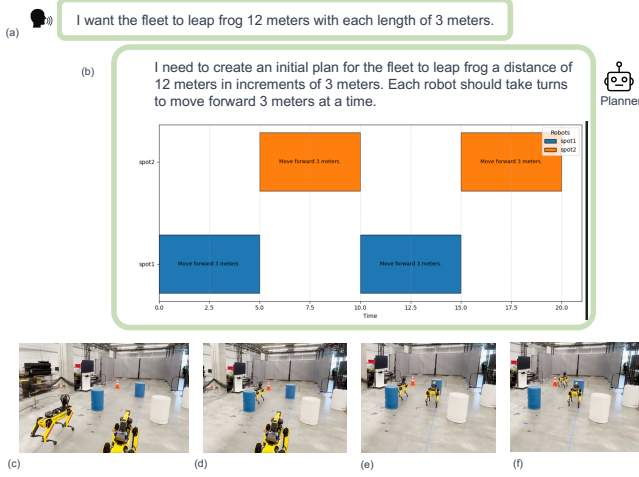 I want the fleet to leap frog 12 meters with each length of 3 meters.
(a)
(b)
I need to create an initial plan for the fleet to leap frog a distance of
12 meters in increments of 3 meters. Each robot should take turns
to move forward 3 meters at a time.
Planner
Robots
spot1
spot2
spot2
Move forward 3 meters.
Move forward 3 meters.
spot1
Move forward 3 meters.
Move forward 3 meters.
0.0 2.5 5.0 7.5 10.0 12.5 15.0 17.5 20.0
Time
(c) (d) (e) (f)